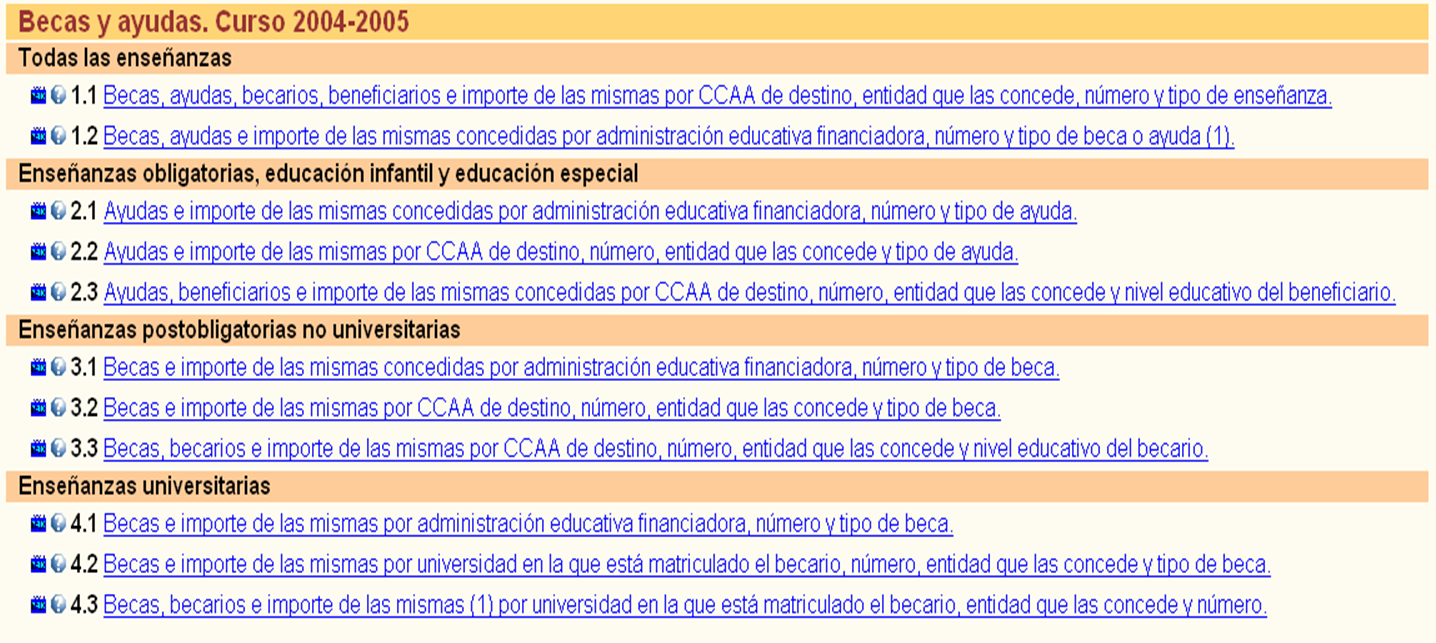 Becas y ayudas. Curso 2004-2005
Todas las enseñanzas
1.1 Becas, ayudas, becarios, beneficiarios e importe de las mismas por CCAA de destino, entidad que las concede, número y tipo de enseñanza.
1.2 Becas, ayudas e importe de las mismas concedidas por administración educativa financiadora, número y tipo de beca o ayuda (1).
Enseñanzas obligatorias, educación infantil y educación especial
2.1 Ayudas e importe de las mismas concedidas por administración educativa financiadora, número y tipo de ayuda.
2.2 Ayudas e importe de las mismas por CCAA de destino, número, entidad que las concede y tipo de ayuda.
2.3 Ayudas, beneficiarios e importe de las mismas concedidas por CCAA de destino, número, entidad que las concede y nivel educativo del beneficiario.
Enseñanzas postobligatorias no universitarias
3.1 Becas e importe de las mismas concedidas por administración educativa financiadora, número y tipo de beca.
3.2 Becas e importe de las mismas por CCAA de destino, número, entidad que las concede y tipo de beca.
3.3 Becas, becarios e importe de las mismas por CCAA de destino, número, entidad que las concede y nivel educativo del becario.
Enseñanzas universitarias
4.1 Becas e importe de las mismas por administración educativa financiadora, número y tipo de beca.
4.2 Becas e importe de las mismas por universidad en la que está matriculado el becario, número, entidad que las concede y tipo de beca.
4.3 Becas, becarios e importe de las mismas (1) por universidad en la que está matriculado el becario, entidad que las concede y número.